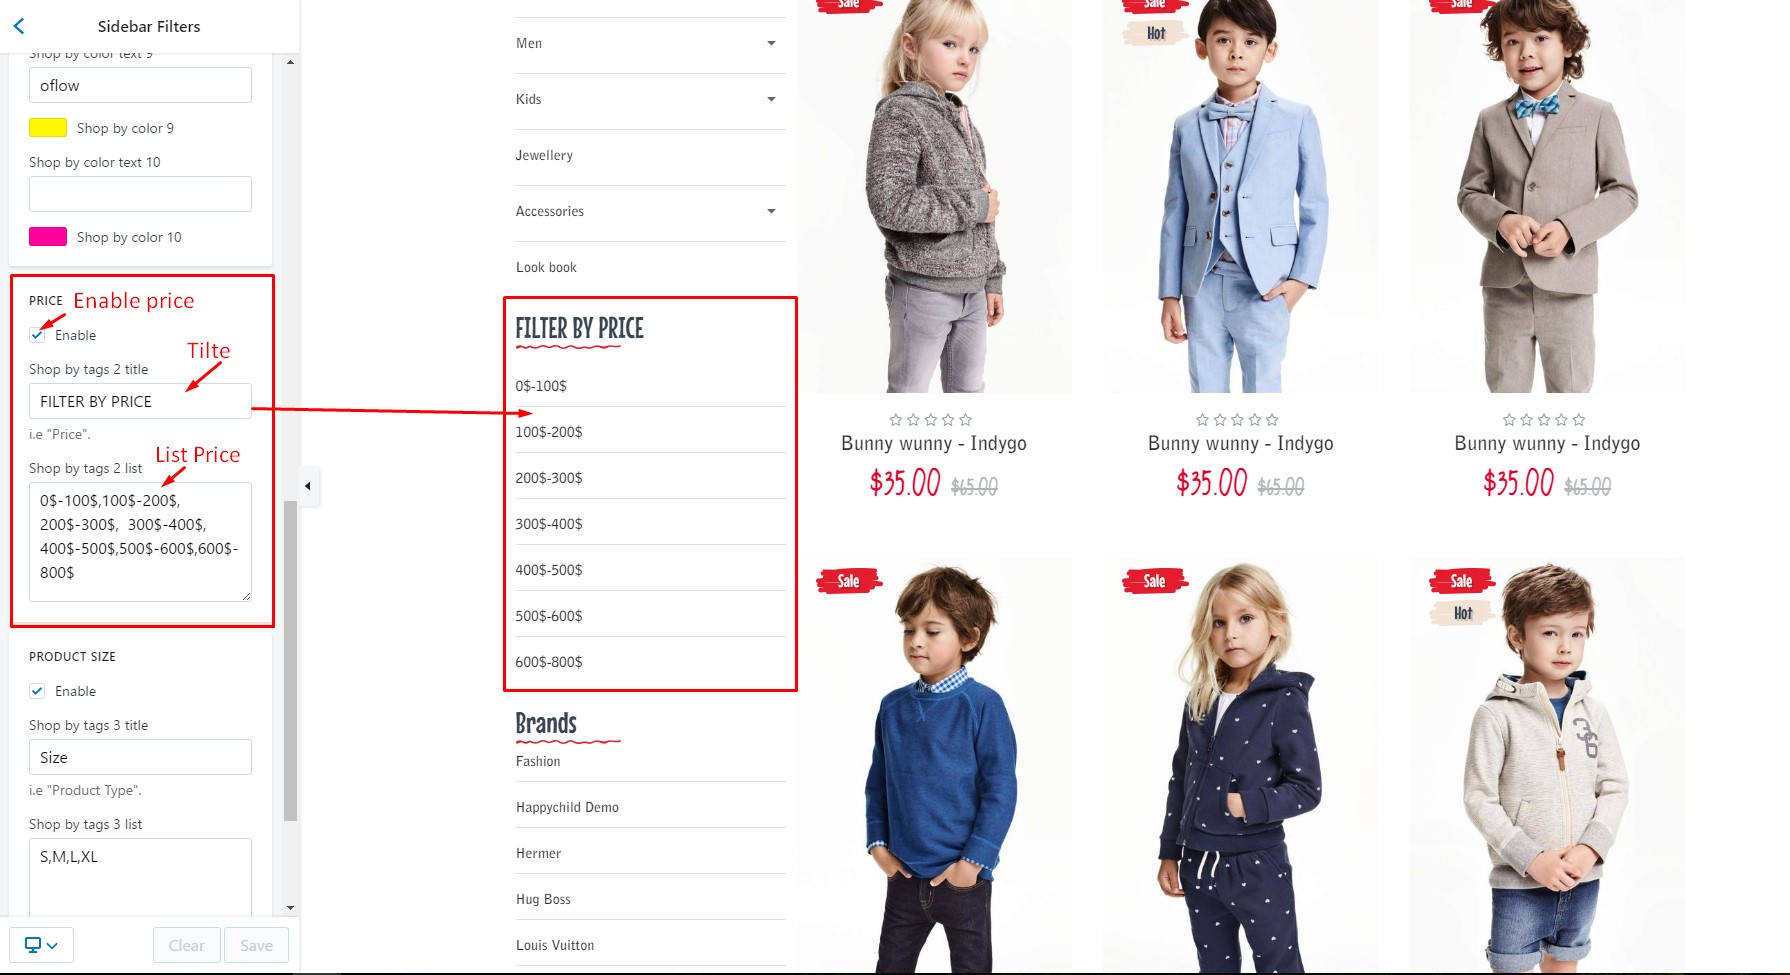 Sidebar Filters
Shop by color text 9
oflow
Shop by color 9
Shop by color text 10
Shop by color 10
PRICE
Enable price
Enable
Tilte
Shop by tags 2 title
FILTER BY PRICE
i.e "Price".
List Price
Shop by tags 2 list
0$-100$,100$-200$,
200$-300$,  300$-400$,
400$-500$,500$-600$,600$-
800$
PRODUCT SIZE
Enable
Shop by tags 3 title
Size
i.e "Product Type".
Shop by tags 3 list
S,M,L,XL
Clear
Save
Men
Kids
Jewellery
Accessories
Look book
FILTER BY PRICE
0$-100$
100$-200$
200$-300$
300$-400$
400$-500$
500$-600$
600$-800$
Brands
Fashion
Happychild Demo
Hermer
Hug Boss
Louis Vuitton
Sale
Sale
Hot
Sale
Bunny wunny - Indygo
$35.00 $65.00
Bunny wunny - Indygo
$35.00 $65.00
Bunny wunny - Indygo
$35.00 $65.00
Sale
Sale
Sale
Hot
36